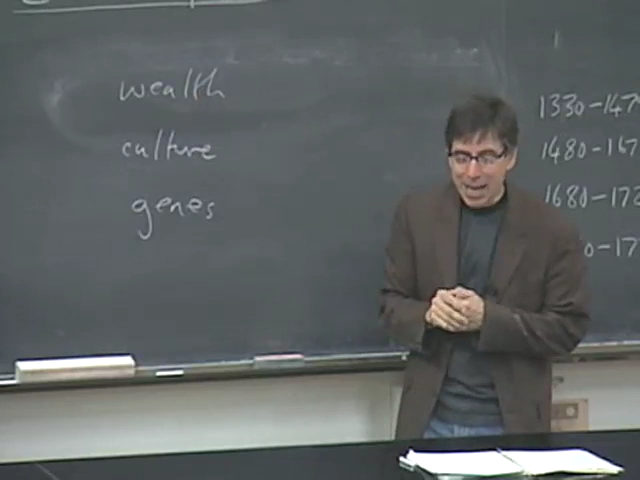 wealth
culture
genes
1330-147
1480-167
1680-172
0-17